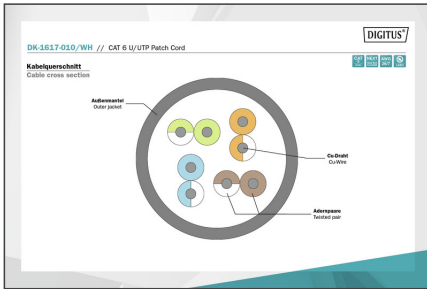 DIGITUS®
DK-1617-010/WH // CAT 6 U/UTP Patch Cord
Kabelquerschnitt
Cable cross section
Außenmantel
Outer jacket
Cu-Draht
Cu-Wire
Adernpaare
Twisted pair